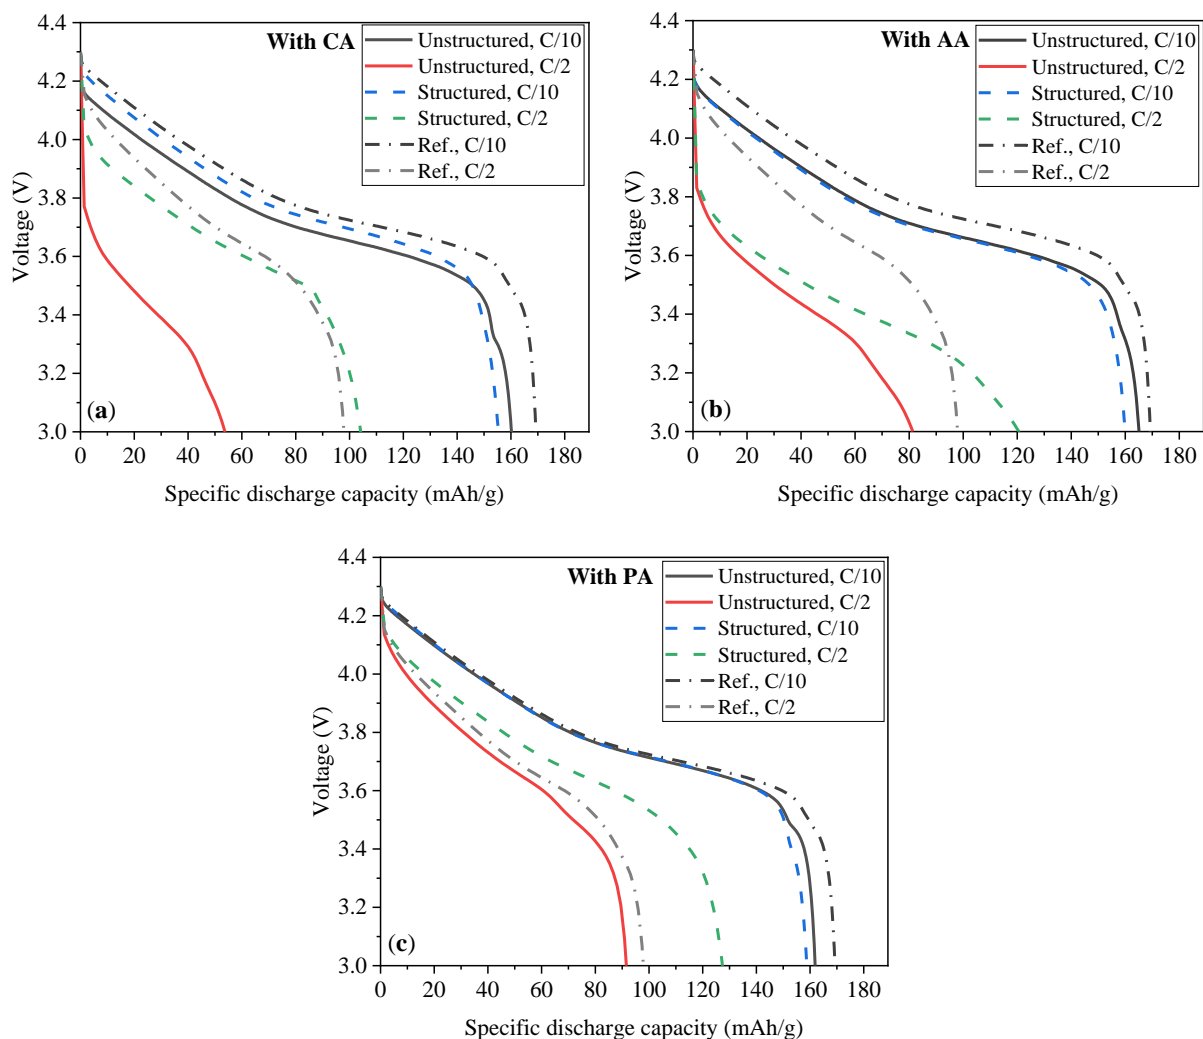 With CA
Unstructured, C/10
Unstructured, C/2
Structured, C/10
Structured, C/2
Ref., C/10
Ref., C/2
4.4
4.2
4.0
3.8
3.6
3.4
3.2
3.0
Voltage (V)
(a)
0 20 40 60 80 100 120 140 160 180
Specific discharge capacity (mAh/g)
With AA
Unstructured, C/10
Unstructured, C/2
Structured, C/10
Structured, C/2
Ref., C/10
Ref., C/2
4.4
4.2
4.0
3.8
3.6
3.4
3.2
3.0
Voltage (V)
(b)
0 20 40 60 80 100 120 140 160 180
Specific discharge capacity (mAh/g)
With PA
Unstructured, C/10
Unstructured, C/2
Structured, C/10
Structured, C/2
Ref., C/10
Ref., C/2
4.4
4.2
4.0
3.8
3.6
3.4
3.2
3.0
Voltage (V)
(c)
0 20 40 60 80 100 120 140 160 180
Specific discharge capacity (mAh/g)